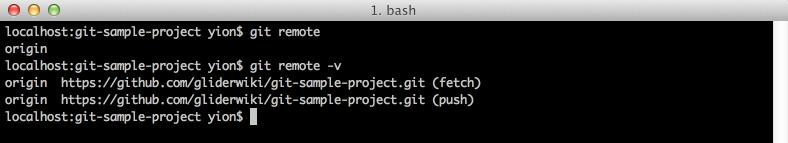 1. bash
localhost:git-sample-project yion$ git remote
origin
localhost:git-sample-project yion$ git remote -v
origin  https://github.com/gliderwiki/git-sample-project.git (fetch)
origin  https://github.com/gliderwiki/git-sample-project.git (push)
localhost:git-sample-project yion$